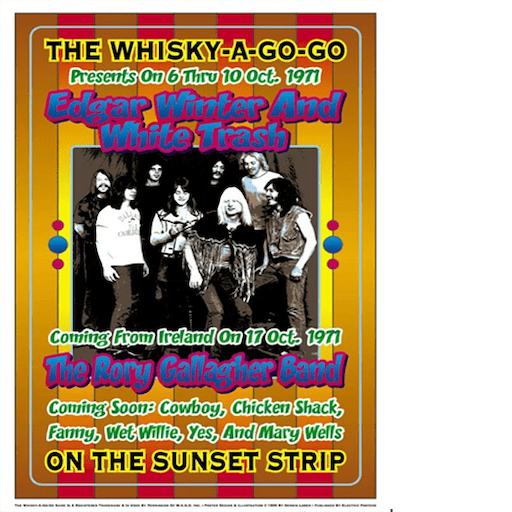 THE WHISKY-A-GO-GO
Presents On 6 Thru 10 Oct. 1971
Edgar Winter And
White Trash
Coming From Ireland On 17 Oct. 1971
The Rory Gallagher Band
Coming Soon: Cowboy, Chicken Shack,
Fanny, Wet Willie, Yes, And Mary Wells
ON THE SUNSET STRIP